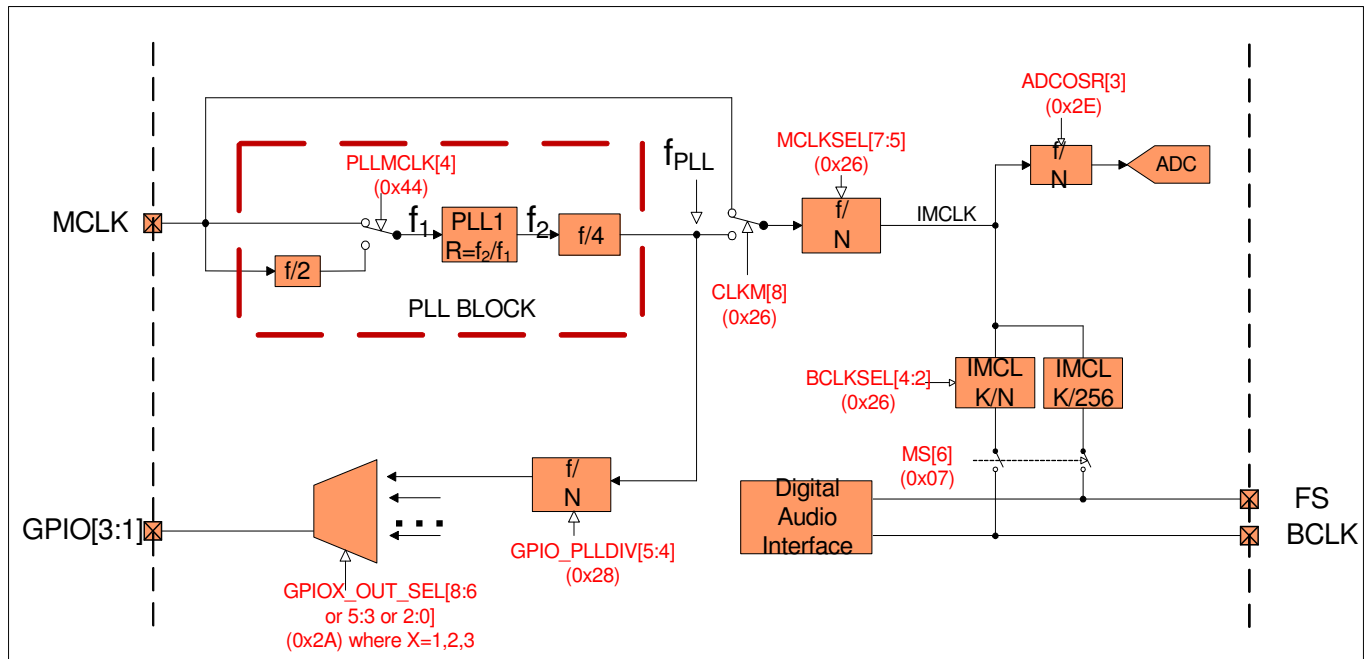 ADCOSR[3]
(0x2E)
f/
N
ADC
MCLKSEL[7:5]
(0x26)
f/
N
IMCLK
fPLL
PLLMCLK[4]
(0x44)
MCLK
f1
PLL1
R=f2/f1
f2
f/4
f/2
PLL BLOCK
CLKM[8]
(0x26)
BCLKSEL[4:2]
(0x26)
IMCL
K/N
IMCL
K/256
MS[6]
(0x07)
Digital
Audio
Interface
FS
BCLK
f/
N
GPIO_PLLDIV[5:4]
(0x28)
GPIO[3:1]
GPIOX_OUT_SEL[8:6
or 5:3 or 2:0]
(0x2A) where X=1,2,3